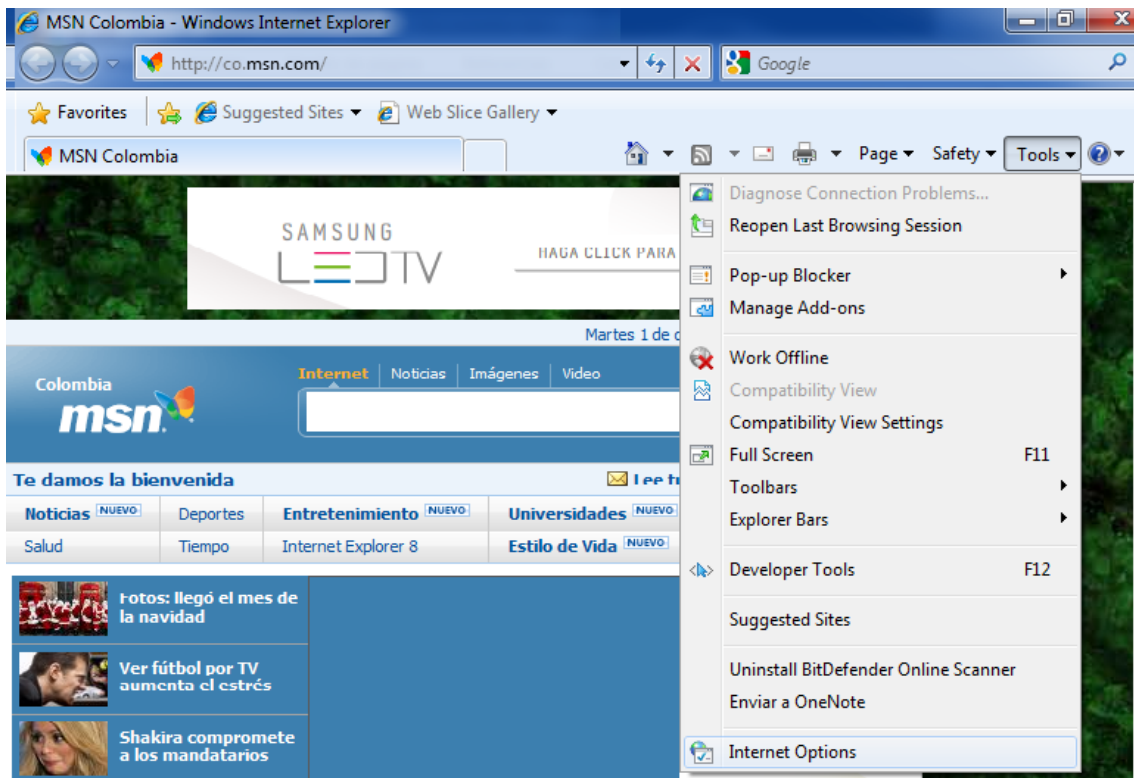 MSN Colombia - Windows Internet Explorer
http://co.msn.com/
Google
Favorites
Suggested Sites
Web Slice Gallery
MSN Colombia
Page
Safety
Tools
SAMSUNG
LEDTV
HAGA CLICK PARA
Martes 1 de
Colombia
msn
Internet
Noticias
Imágenes
Video
Te damos la bienvenida
Lee
Noticias NUEVO
Deportes
Entretenimiento NUEVO
Universidades NUEVO
Salud
Tiempo
Internet Explorer 8
Estilo de Vida NUEVO
Fotos: llegó el mes de
la navidad
Ver fútbol por TV
aumenta el estrés
Shakira compromete
a los mandatarios
Diagnose Connection Problems...
Reopen Last Browsing Session
Pop-up Blocker
Manage Add-ons
Work Offline
Compatibility View
Compatibility View Settings
Full Screen F11
Toolbars
Explorer Bars
Developer Tools F12
Suggested Sites
Uninstall BitDefender Online Scanner
Enviar a OneNote
Internet Options